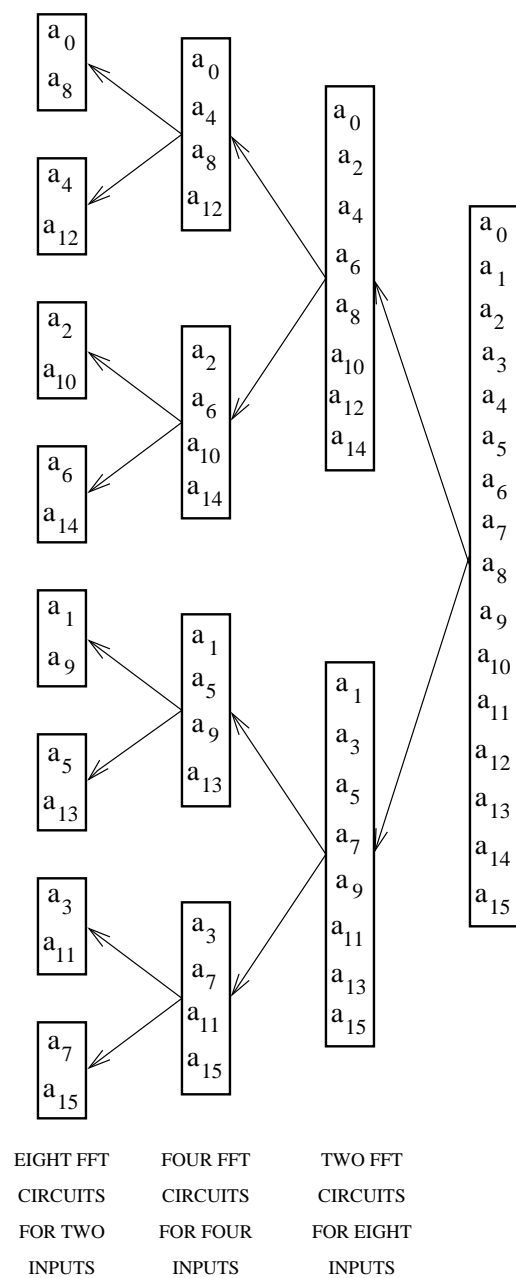 a0
a8
a4
a12
a2
a10
a6
a14
a1
a9
a5
a13
a3
a11
a7
a15
a0
a4
a8
a12
a2
a6
a10
a14
a1
a5
a9
a13
a3
a7
a11
a15
a0
a2
a4
a6
a8
a10
a12
a14
a1
a3
a5
a7
a9
a11
a13
a15
a0
a1
a2
a3
a4
a5
a6
a7
a8
a9
a10
a11
a12
a13
a14
a15
EIGHT FFT
CIRCUITS
FOR TWO
INPUTS
FOUR FFT
CIRCUITS
FOR FOUR
INPUTS
TWO FFT
CIRCUITS
FOR EIGHT
INPUTS